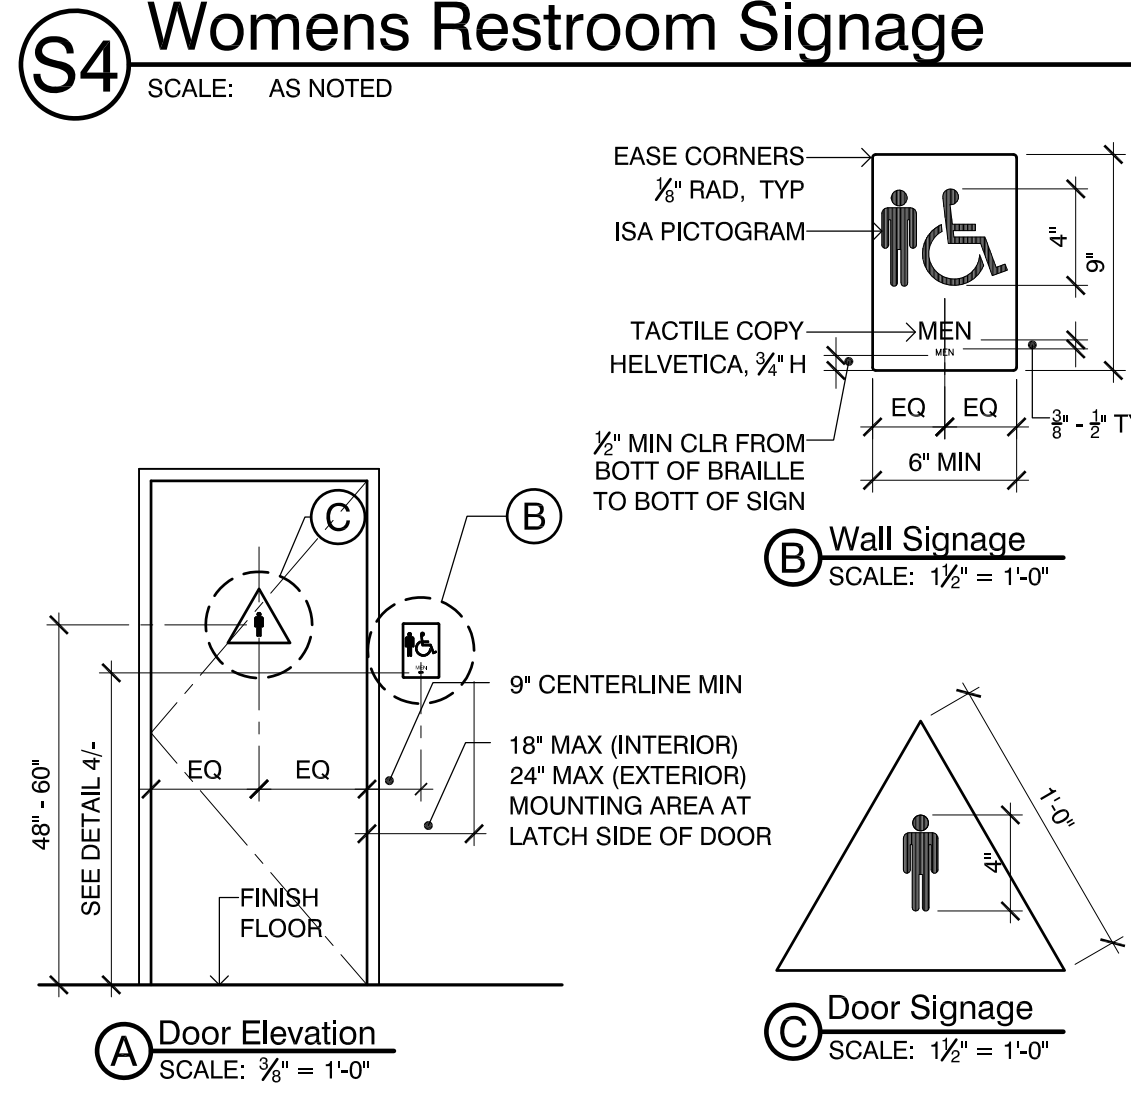 S4 Womens Restroom Signage
SCALE: AS NOTED
EASE CORNERS
⅛" RAD, TYP
ISA PICTOGRAM
TACTILE COPY
HELVETICA, ¾" H
½" MIN CLR FROM
BOTT OF BRAILLE
TO BOTT OF SIGN
MEN
MEN
4"
9"
EQ EQ
⅜" - ½"
6" MIN
B Wall Signage
SCALE: 1½" = 1'-0"
C
B
MEN
9" CENTERLINE MIN
18" MAX (INTERIOR)
24" MAX (EXTERIOR)
MOUNTING AREA AT
LATCH SIDE OF DOOR
EQ EQ
48" - 60"
SEE DETAIL 4/-
FINISH
FLOOR
A Door Elevation
SCALE: ⅜" = 1'-0"
1'-0"
4"
C Door Signage
SCALE: 1½" = 1'-0"